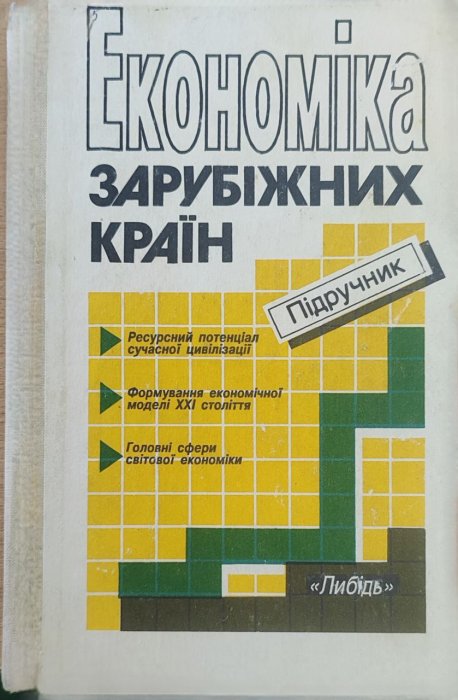 Економіка
ЗАРУБІЖНИХ
КРАЇН
Підручник
Ресурсний потенціал
сучасної цивілізації
Формування економічної
моделі XXI століття
Головні сфери
світової економіки
«Либідь»